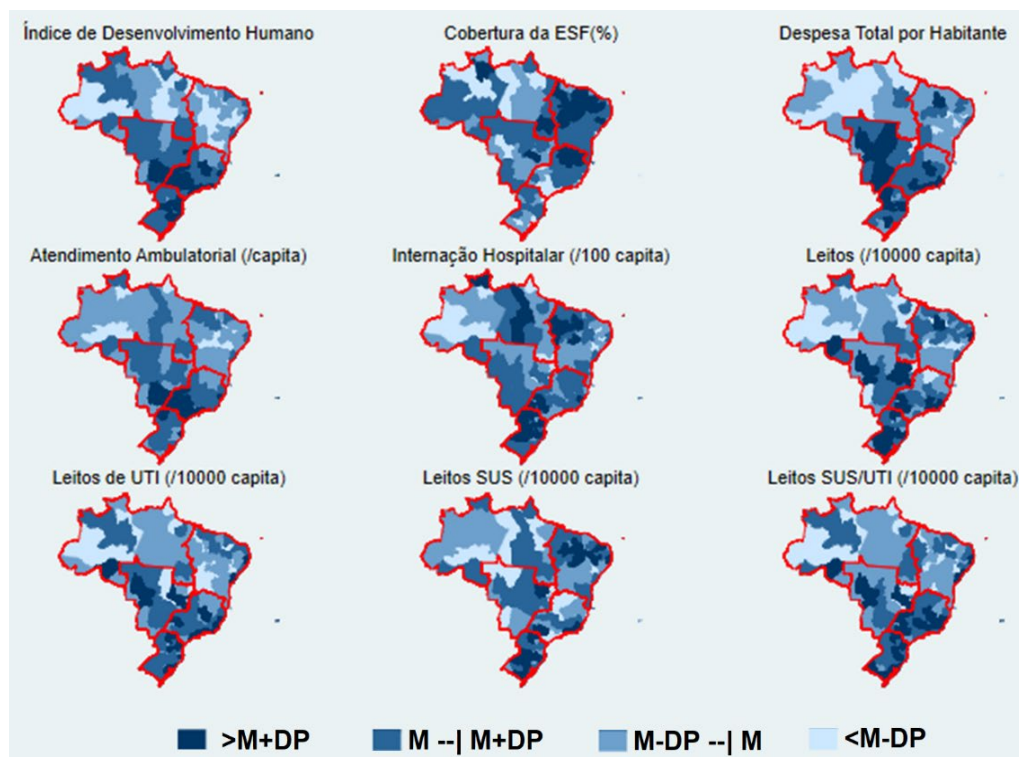 Índice de Desenvolvimento Humano
Cobertura da ESF(%)
Despesa Total por Habitante
Atendimento Ambulatorial (/capita)
Internação Hospitalar (/100 capita)
Leitos (/10000 capita)
Leitos de UTI (/10000 capita)
Leitos SUS (/10000 capita)
Leitos SUS/UTI (/10000 capita)
>M+DP
M --| M+DP
M-DP --| M
<M-DP